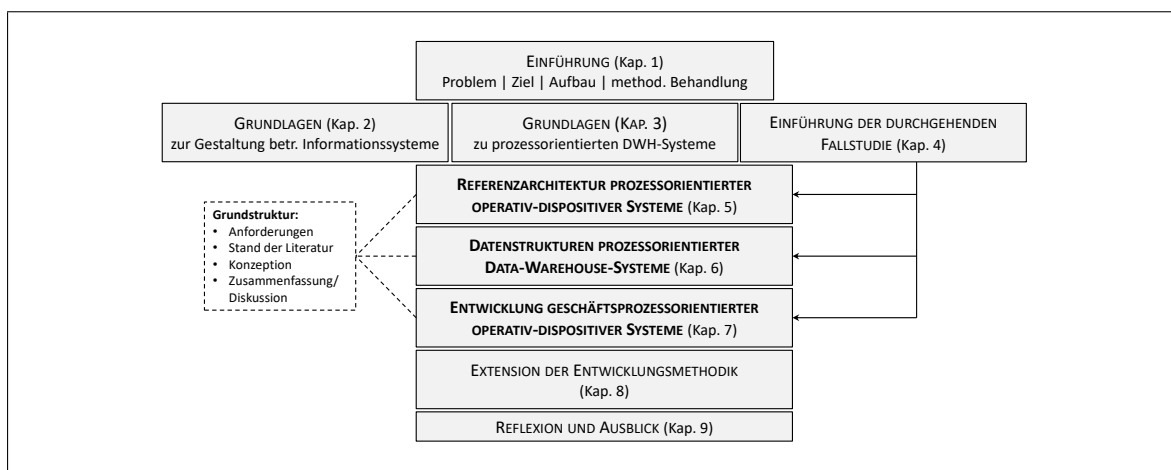 EINFÜHRUNG (Kap. 1)
Problem | Ziel | Aufbau | method. Behandlung
GRUNDLAGEN (Kap. 2)
zur Gestaltung betr. Informationssysteme
GRUNDLAGEN (KAP. 3)
zu prozessorientierten DWH-Systeme
EINFÜHRUNG DER DURCHGEHENDEN
FALLSTUDIE (Kap. 4)
REFERENZARCHITEKTUR PROZESSORIENTIERTER
OPERATIV-DISPOSITIVER SYSTEME (Kap. 5)
Grundstruktur:
• Anforderungen
• Stand der Literatur
• Konzeption
• Zusammenfassung/
Diskussion
DATENSTRUKTUREN PROZESSORIENTIERTER
DATA-WAREHOUSE-SYSTEME (Kap. 6)
ENTWICKLUNG GESCHÄFTSPROZESSORIENTIERTER
OPERATIV-DISPOSITIVER SYSTEME (Kap. 7)
EXTENSION DER ENTWICKLUNGSMETHODIK
(Kap. 8)
REFLEXION UND AUSBLICK (Kap. 9)